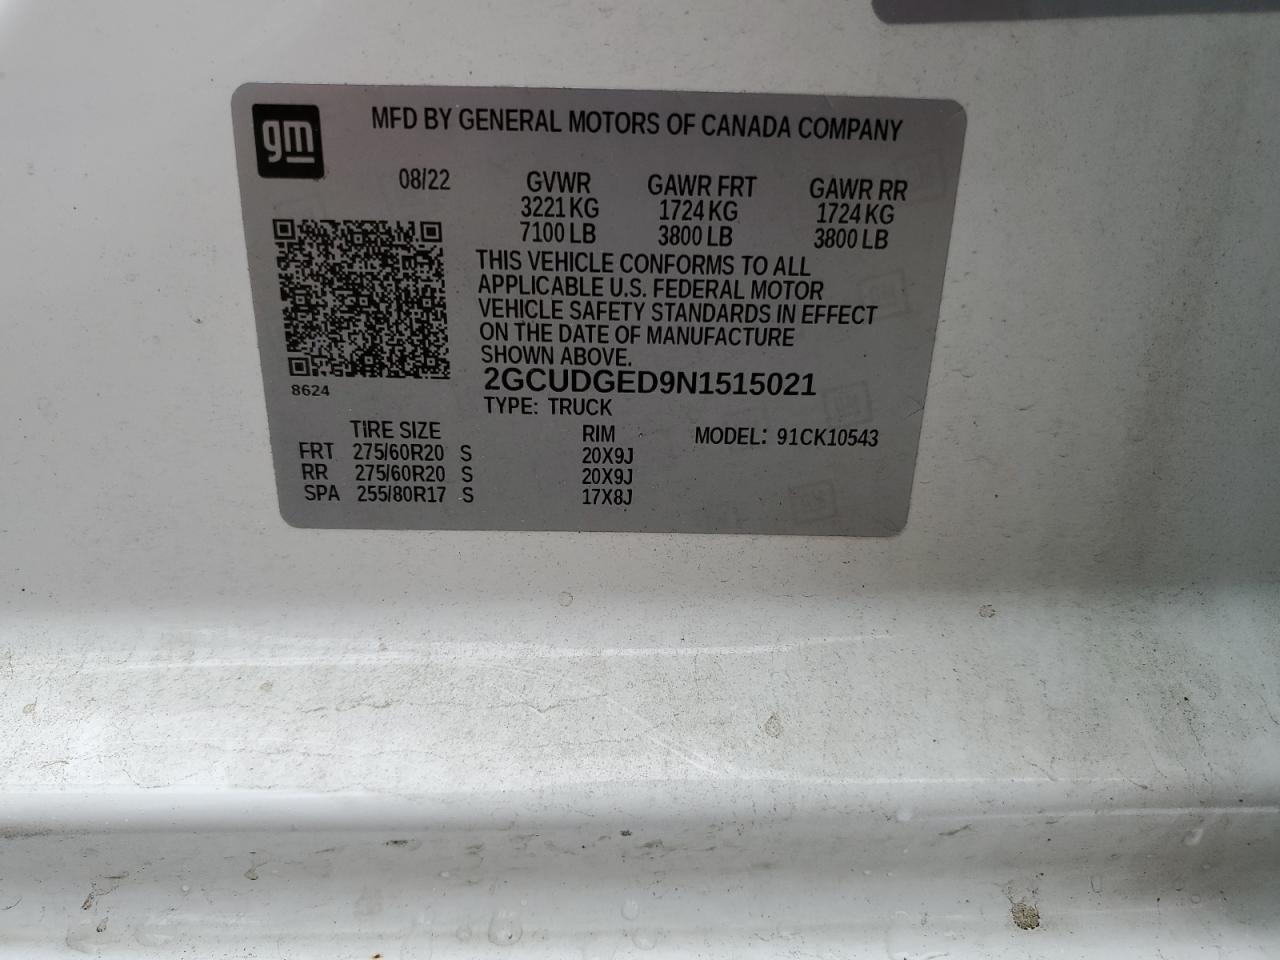 gm
MFD BY GENERAL MOTORS OF CANADA COMPANY
08/22 GVWR GAWR FRT GAWR RR
3221 KG 1724 KG 1724 KG
7100 LB 3800 LB 3800 LB
THIS VEHICLE CONFORMS TO ALL
APPLICABLE U.S. FEDERAL MOTOR
VEHICLE SAFETY STANDARDS IN EFFECT
ON THE DATE OF MANUFACTURE
SHOWN ABOVE.
8624
2GCUDGED9N1515021
TYPE: TRUCK
TIRE SIZE RIM MODEL: 91CK10543
FRT 275/60R20 S 20X9J
RR 275/60R20 S 20X9J
SPA 255/80R17 S 17X8J